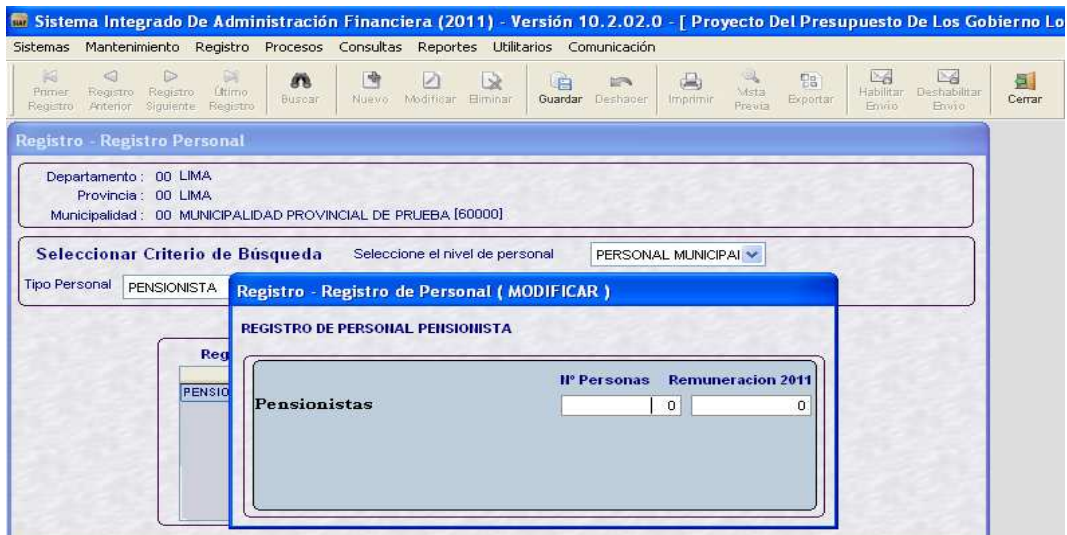 Sistema Integrado De Administración Financiera (2011) - Versión 10.2.02.0 - [ Proyecto Del Presupuesto De Los Gobierno Lo
Sistemas Mantenimiento Registro Procesos Consultas Reportes Utilitarios Comunicación
Primer Registro
Registro Anterior
Registro Siguiente
Último Registro
Buscar
Nuevo
Modificar
Eliminar
Guardar
Deshacer
Imprimir
Vista Previa
Exportar
Habilitar Envio
Deshabilitar Envio
Cerrar
Registro - Registro Personal
Departamento : 00 LIMA
Provincia : 00 LIMA
Municipalidad : 00 MUNICIPALIDAD PROVINCIAL DE PRUEBA [60000]
Seleccionar Criterio de Búsqueda Seleccione el nivel de personal PERSONAL MUNICIPAI
Tipo Personal PENSIONISTA
Registro - Registro de Personal ( MODIFICAR )
REGISTRO DE PERSONAL PENSIONISTA
Reg
PENSIO
Nº Personas Remuneracion 2011
Pensionistas 0 0